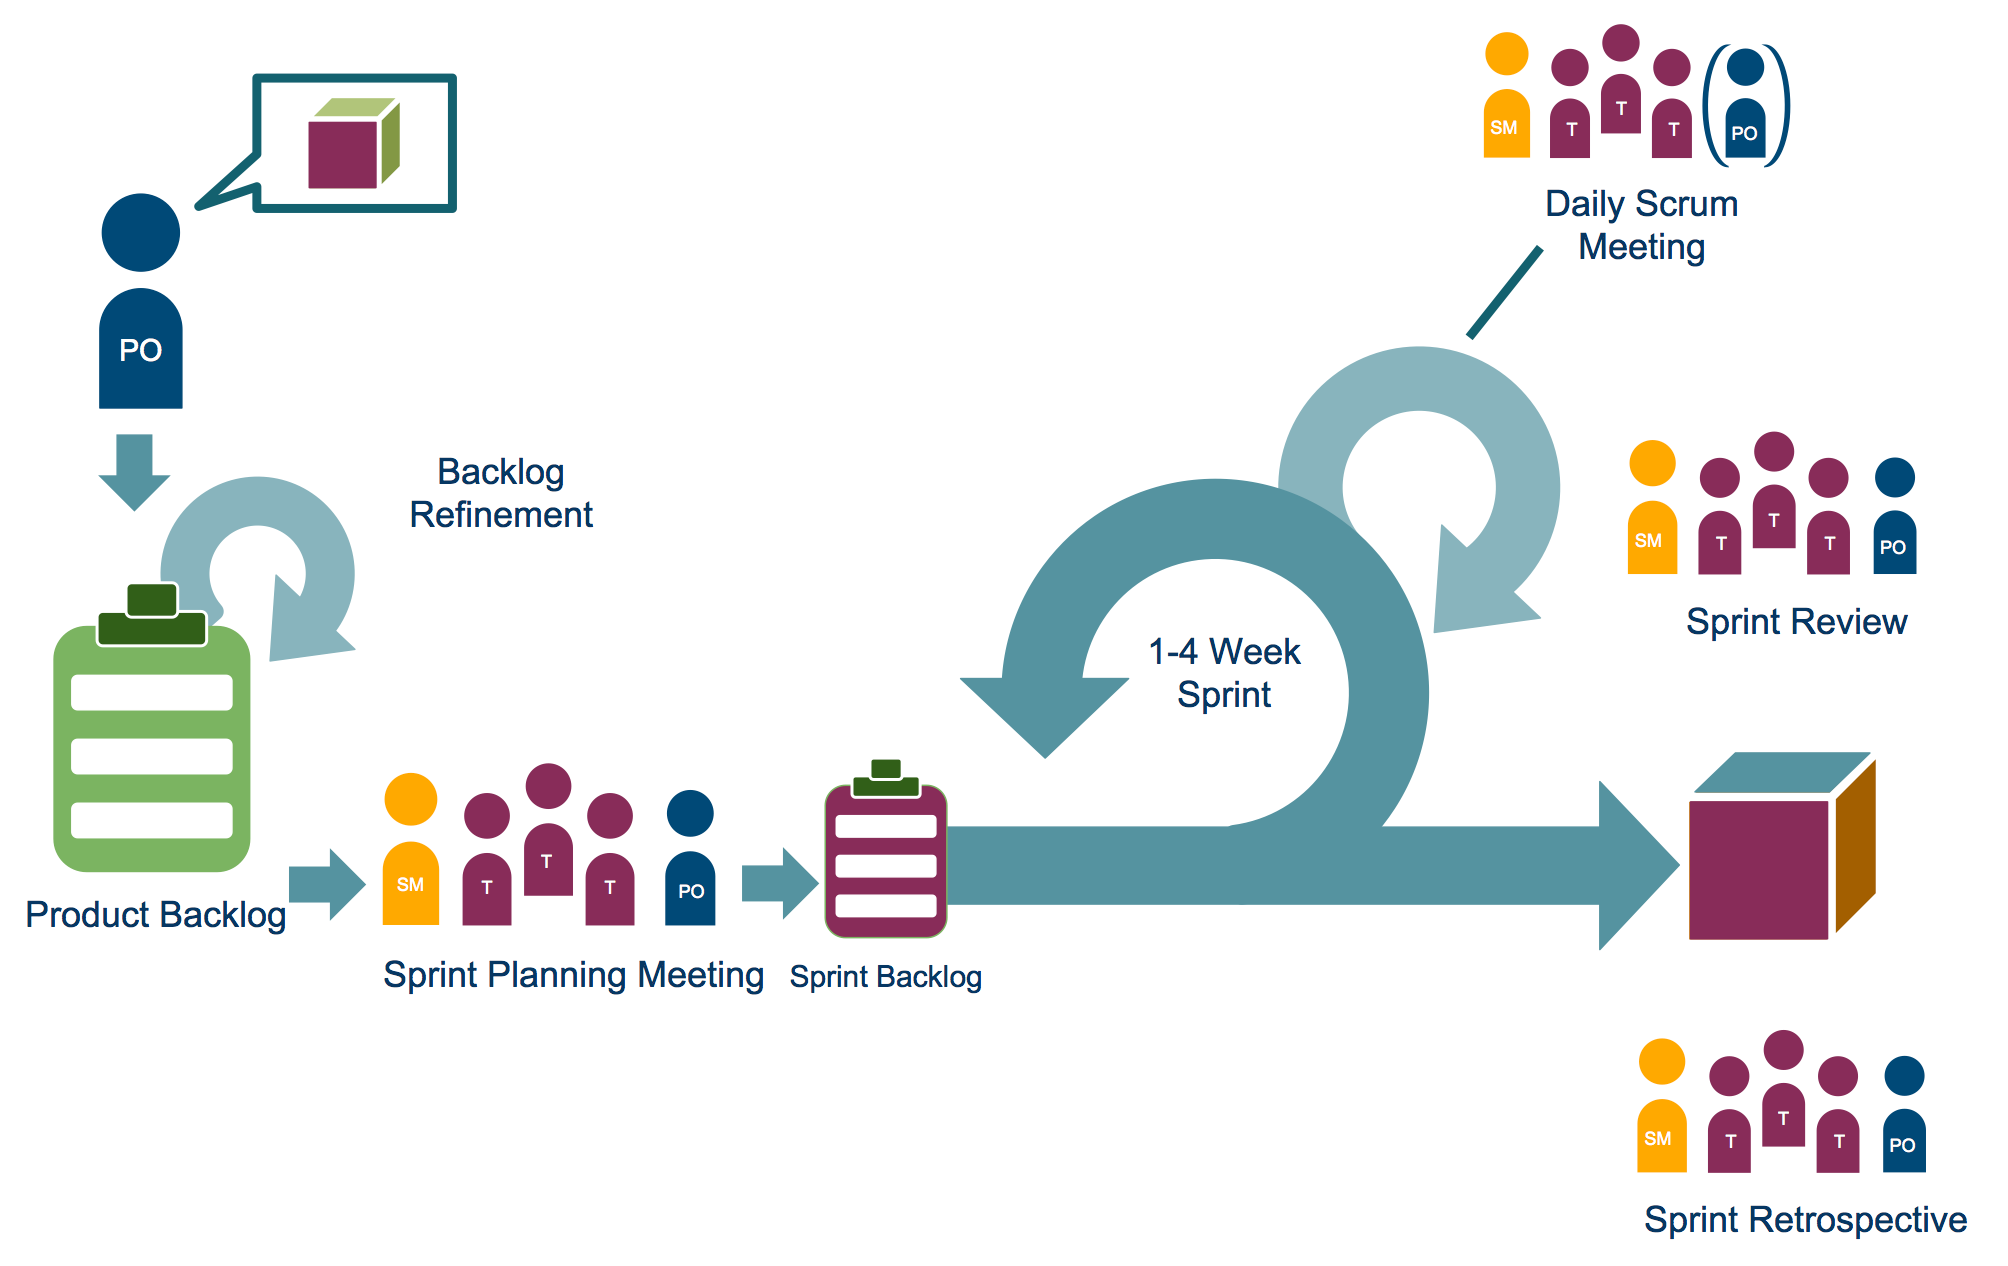 PO
Backlog
Refinement
Product Backlog
SM T T T PO
Sprint Planning Meeting
Sprint Backlog
1-4 Week
Sprint
SM T T T PO
Daily Scrum
Meeting
SM T T T PO
Sprint Review
SM T T T PO
Sprint Retrospective